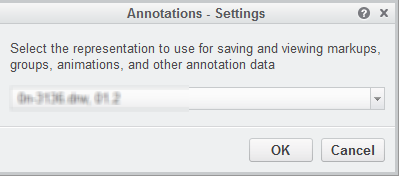 Annotations - Settings
Select the representation to use for saving and viewing markups,
groups, animations, and other annotation data
OK
Cancel